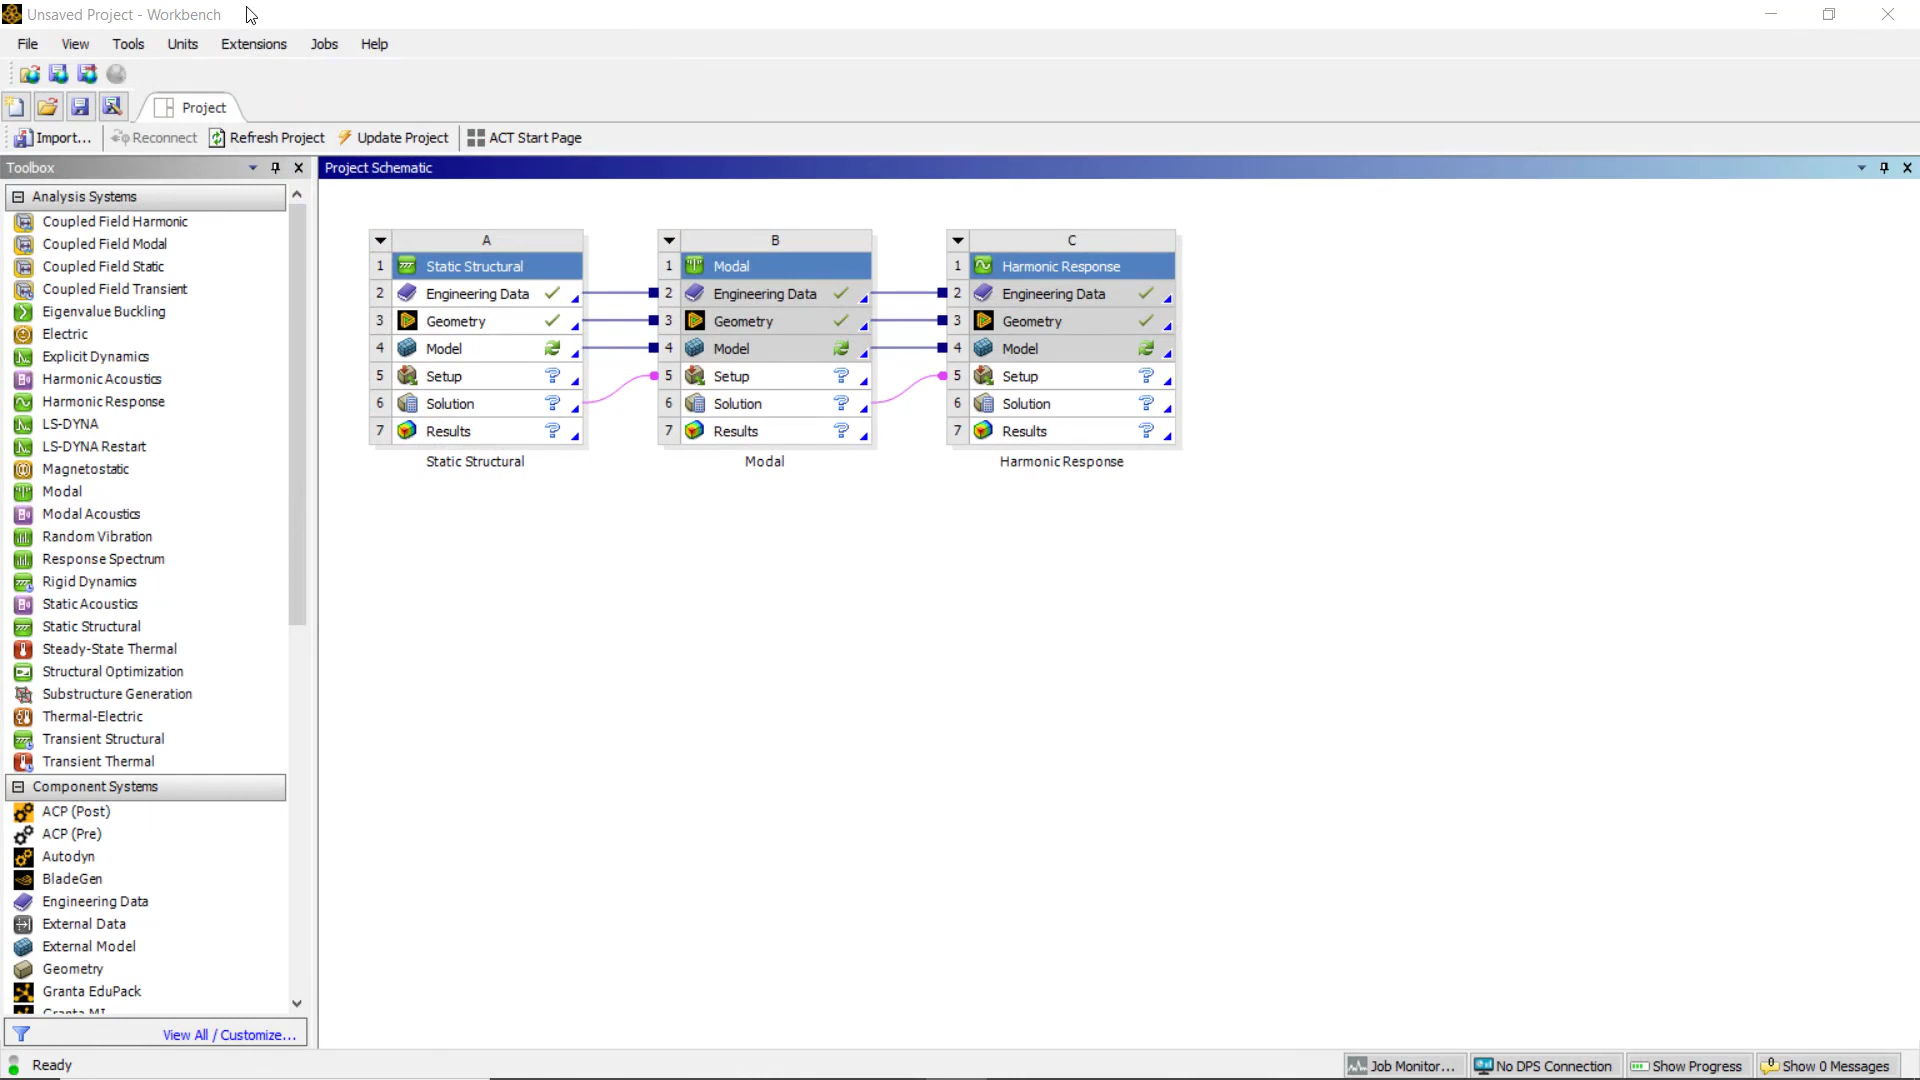 Unsaved Project - Workbench
File View Tools Units Extensions Jobs Help
Project
Import... Reconnect Refresh Project Update Project ACT Start Page
Toolbox
Analysis Systems
Coupled Field Harmonic
Coupled Field Modal
Coupled Field Static
Coupled Field Transient
Eigenvalue Buckling
Electric
Explicit Dynamics
Harmonic Acoustics
Harmonic Response
LS-DYNA
LS-DYNA Restart
Magnetostatic
Modal
Modal Acoustics
Random Vibration
Response Spectrum
Rigid Dynamics
Static Acoustics
Static Structural
Steady-State Thermal
Structural Optimization
Substructure Generation
Thermal-Electric
Transient Structural
Transient Thermal
Component Systems
ACP (Post)
ACP (Pre)
Autodyn
BladeGen
Engineering Data
External Data
External Model
Geometry
Granta EduPack
Granta MI
View All / Customize...
Project Schematic
A
1 Static Structural
2 Engineering Data
3 Geometry
4 Model
5 Setup
6 Solution
7 Results
Static Structural
B
1 Modal
2 Engineering Data
3 Geometry
4 Model
5 Setup
6 Solution
7 Results
Modal
C
1 Harmonic Response
2 Engineering Data
3 Geometry
4 Model
5 Setup
6 Solution
7 Results
Harmonic Response
Ready
Job Monitor... No DPS Connection Show Progress 0 Show 0 Messages